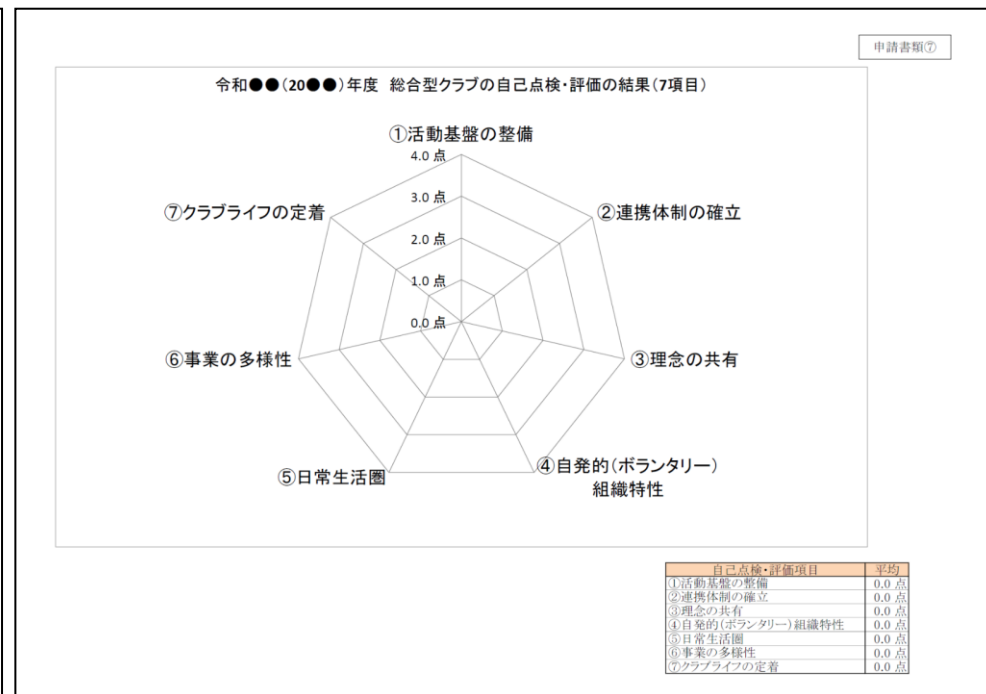 申請書類⑦
令和●●(20●●)年度 総合型クラブの自己点検・評価の結果(7項目)
①活動基盤の整備
4.0 点
⑦クラブライフの定着
②連携体制の確立
3.0 点
2.0 点
1.0 点
0.0 点
⑥事業の多様性
③理念の共有
⑤日常生活圏
④自発的(ボランタリー)
組織特性
自己点検・評価項目 平均
①活動基盤の整備 0.0 点
②連携体制の確立 0.0 点
③理念の共有 0.0 点
④自発的(ボランタリー)組織特性 0.0 点
⑤日常生活圏 0.0 点
⑥事業の多様性 0.0 点
⑦クラブライフの定着 0.0 点